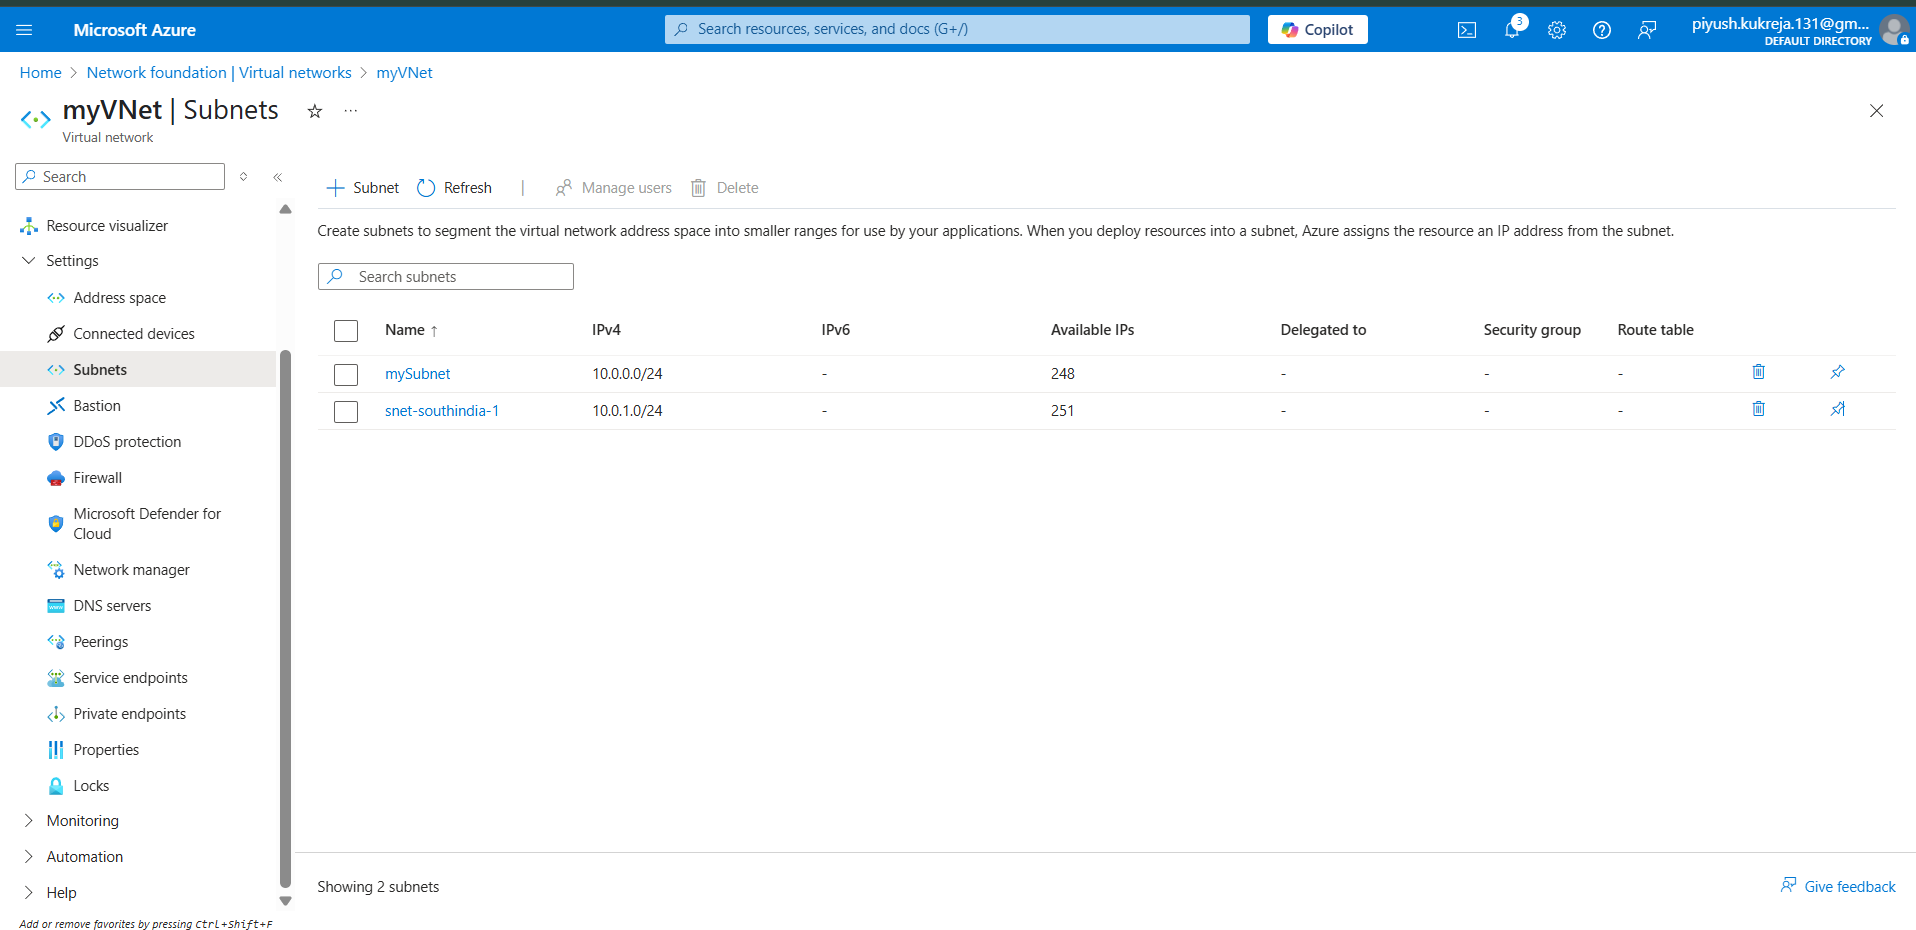 Microsoft Azure
Search resources, services, and docs (G+/)
Copilot
3
piyush.kukreja.131@gm...
DEFAULT DIRECTORY
Home > Network foundation | Virtual networks > myVNet
myVNet | Subnets
Virtual network
Search
Subnet Refresh | Manage users Delete
Create subnets to segment the virtual network address space into smaller ranges for use by your applications. When you deploy resources into a subnet, Azure assigns the resource an IP address from the subnet.
Search subnets
Name ↑ IPv4 IPv6 Available IPs Delegated to Security group Route table
mySubnet 10.0.0.0/24 - 248 - - -
snet-southindia-1 10.0.1.0/24 - 251 - - -
Resource visualizer
Settings
Address space
Connected devices
Subnets
Bastion
DDoS protection
Firewall
Microsoft Defender for
Cloud
Network manager
DNS servers
Peerings
Service endpoints
Private endpoints
Properties
Locks
Monitoring
Automation
Help
Add or remove favorites by pressing Ctrl+Shift+F
Showing 2 subnets
Give feedback